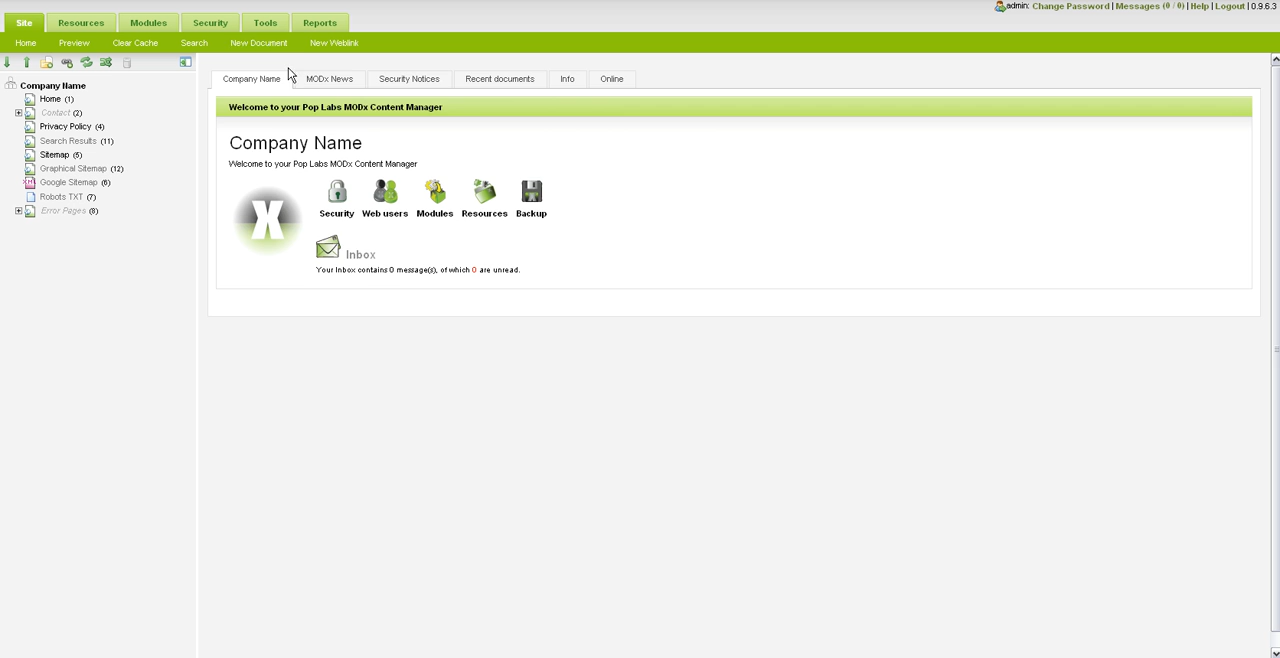 admin: Change Password | Messages (0 / 0) | Help | Logout | 0.9.6.3
Site Resources Modules Security Tools Reports
Home Preview Clear Cache Search New Document New Weblink
Company Name
Home (1)
Contact (2)
Privacy Policy (4)
Search Results (11)
Sitemap (5)
Graphical Sitemap (12)
Google Sitemap (6)
Robots TXT (7)
Error Pages (8)
Company Name MODx News Security Notices Recent documents Info Online
Welcome to your Pop Labs MODx Content Manager
Company Name
Welcome to your Pop Labs MODx Content Manager
X
Security Web users Modules Resources Backup
Inbox
Your Inbox contains 0 message(s), of which 0 are unread.